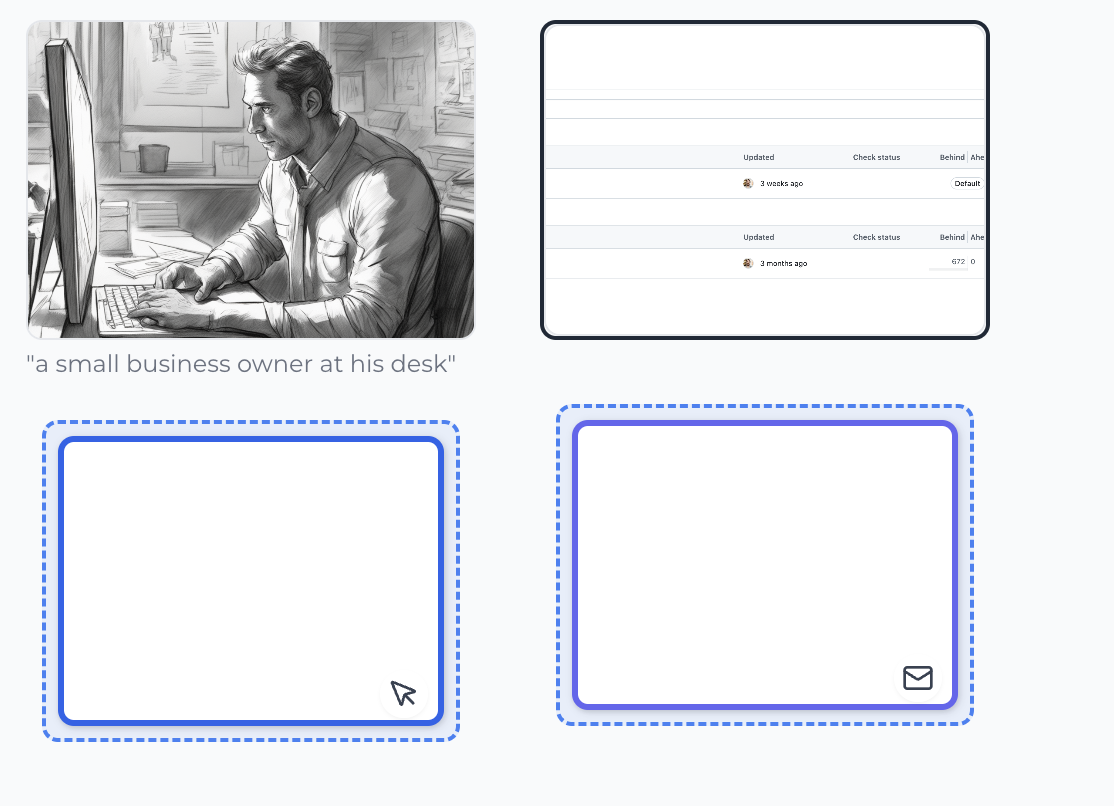 "a small business owner at his desk"
Updated Check status Behind Ahe
3 weeks ago Default
Updated Check status Behind Ahe
3 months ago 672 0